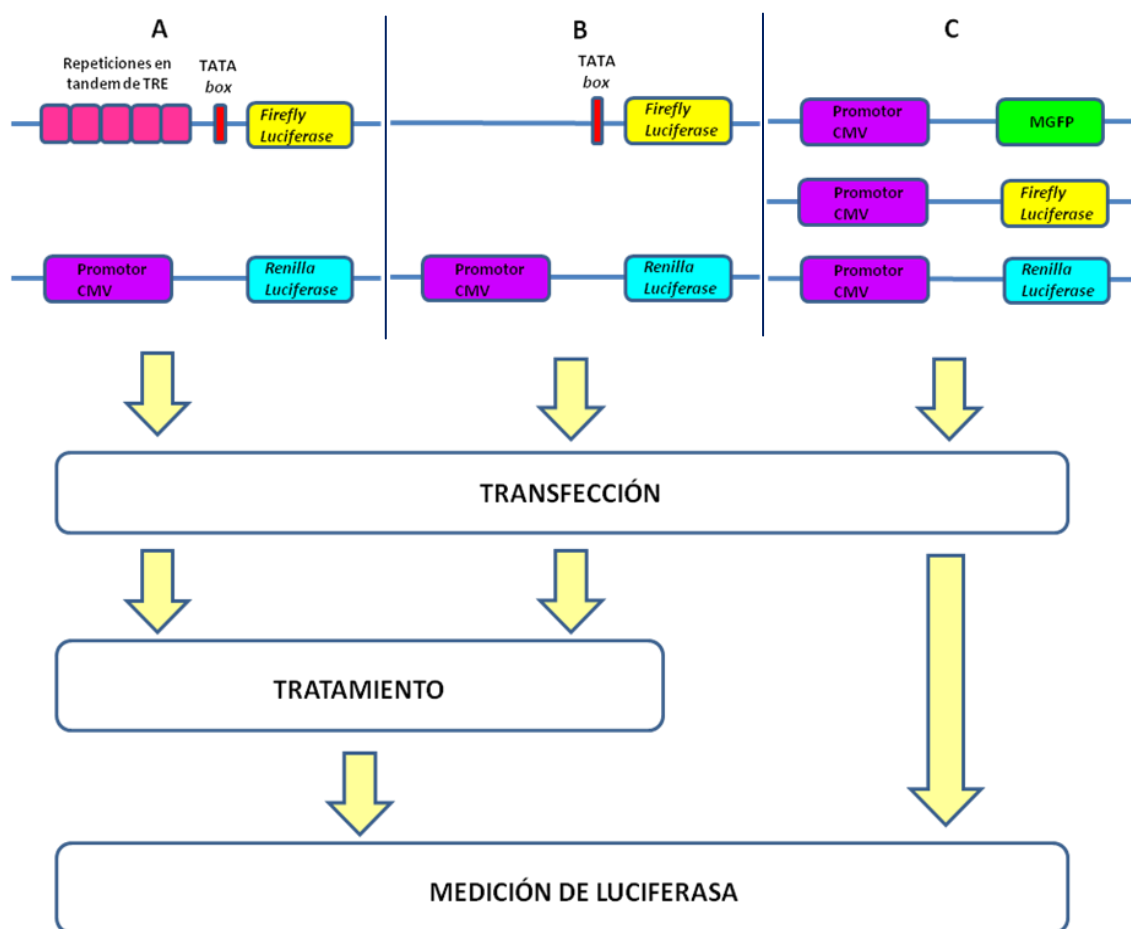 A
Repeticiones en
tandem de TRE
TATA
box
Firefly
Luciferase
Promotor
CMV
Renilla
Luciferase
B
TATA
box
Firefly
Luciferase
Promotor
CMV
Renilla
Luciferase
C
Promotor
CMV
MGFP
Promotor
CMV
Firefly
Luciferase
Promotor
CMV
Renilla
Luciferase
TRANSFECCIÓN
TRATAMIENTO
MEDICIÓN DE LUCIFERASA